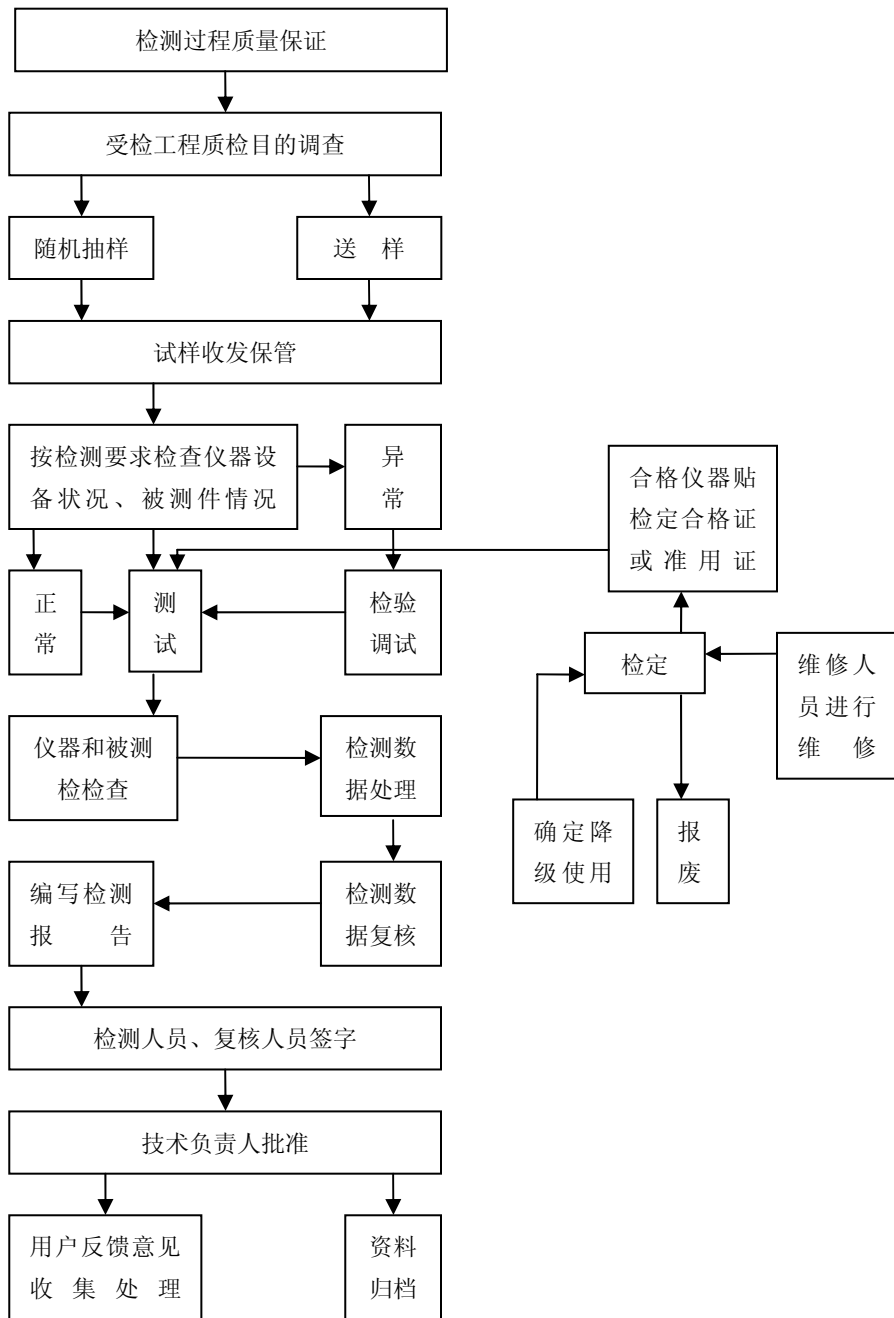 检测过程质量保证
受检工程质检目的调查
随机抽样
送 样
试样收发保管
按检测要求检查仪器设
备状况、被测件情况
异
常
合格仪器贴
检定合格证
或准用证
正
常
测
试
检验
调试
检定
维修人
员进行
维修
仪器和被测
检检查
检测数
据处理
确定降
级使用
报
废
编写检测
报告
检测数
据复核
检测人员、复核人员签字
技术负责人批准
用户反馈意见
收集处理
资料
归档